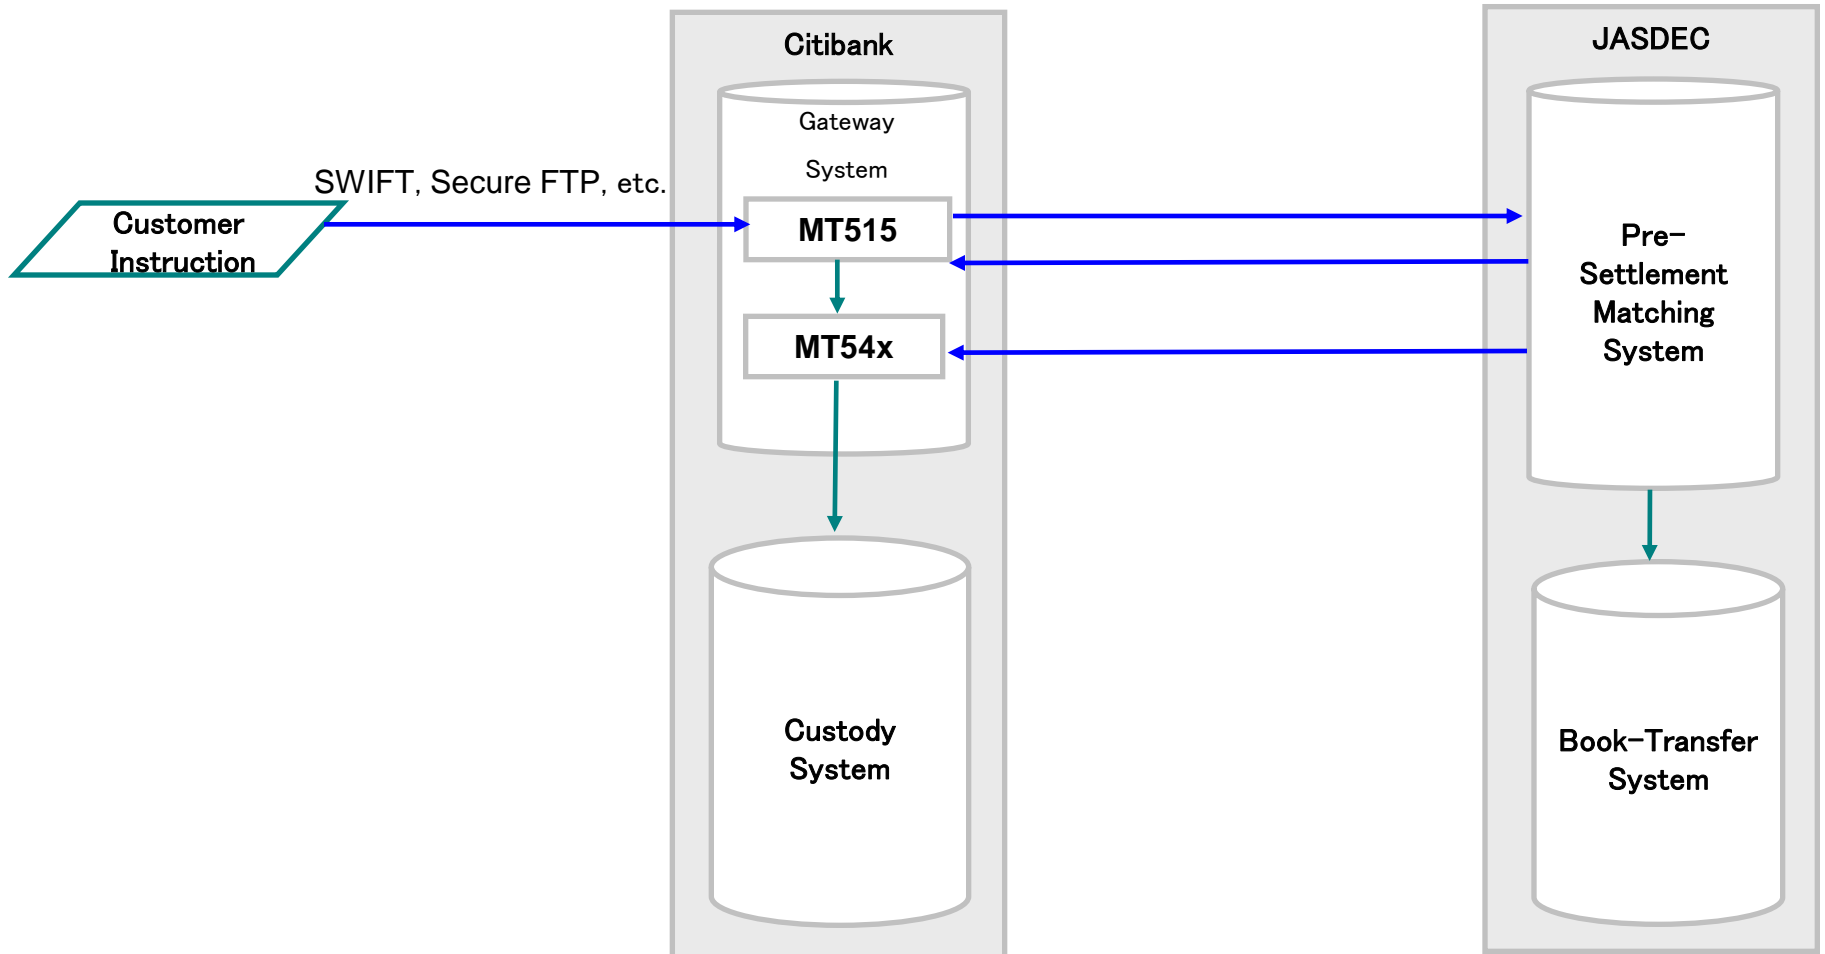 Citibank
JASDEC
Gateway
System
SWIFT, Secure FTP, etc.
Customer
Instruction
MT515
MT54x
Pre-
Settlement
Matching
System
Custody
System
Book-Transfer
System